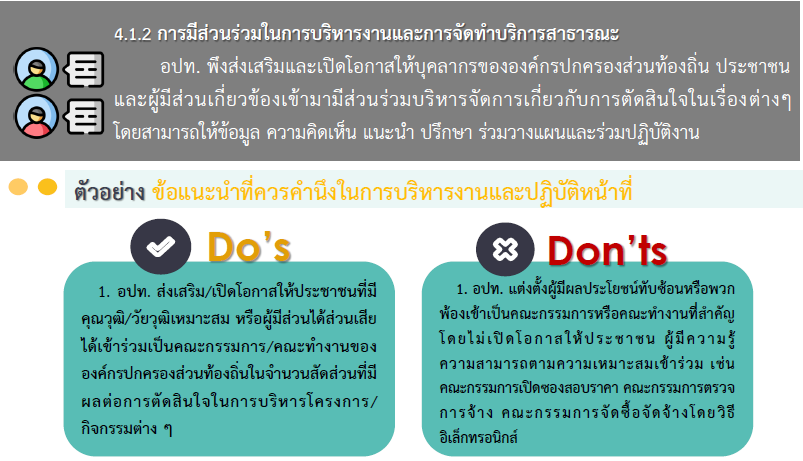 4.1.2 การมีส่วนร่วมในการบริหารงานและการจัดทำบริการสาธารณะ
อปท. พึงส่งเสริมและเปิดโอกาสให้บุคลากรขององค์กรปกครองส่วนท้องถิ่น ประชาชน
และผู้มีส่วนเกี่ยวข้องเข้ามามีส่วนร่วมบริหารจัดการเกี่ยวกับการตัดสินใจในเรื่องต่างๆ
โดยสามารถให้ข้อมูล ความคิดเห็น แนะนำ ปรึกษา ร่วมวางแผนและร่วมปฏิบัติงาน
ตัวอย่าง ข้อแนะนำที่ควรคำนึงในการบริหารงานและปฏิบัติหน้าที่
Do's
1. อปท. ส่งเสริม/เปิดโอกาสให้ประชาชนที่มี
คุณวุฒิ/วัยวุฒิเหมาะสม หรือผู้มีส่วนได้ส่วนเสีย
ได้เข้าร่วมเป็นคณะกรรมการ/คณะทำงานของ
องค์กรปกครองส่วนท้องถิ่นในจำนวนสัดส่วนที่มี
ผลต่อการตัดสินใจในการบริหารโครงการ/
กิจกรรมต่าง ๆ
Don'ts
1. อปท. แต่งตั้งผู้มีผลประโยชน์ทับซ้อนหรือพวก
พ้องเข้าเป็นคณะกรรมการหรือคณะทำงานที่สำคัญ
โดยไม่เปิดโอกาสให้ประชาชน ผู้มีความรู้
ความสามารถตามความเหมาะสมเข้าร่วม เช่น
คณะกรรมการเปิดซองสอบราคา คณะกรรมการตรวจ
การจ้าง คณะกรรมการจัดซื้อจัดจ้างโดยวิธี
อิเล็กทรอนิกส์